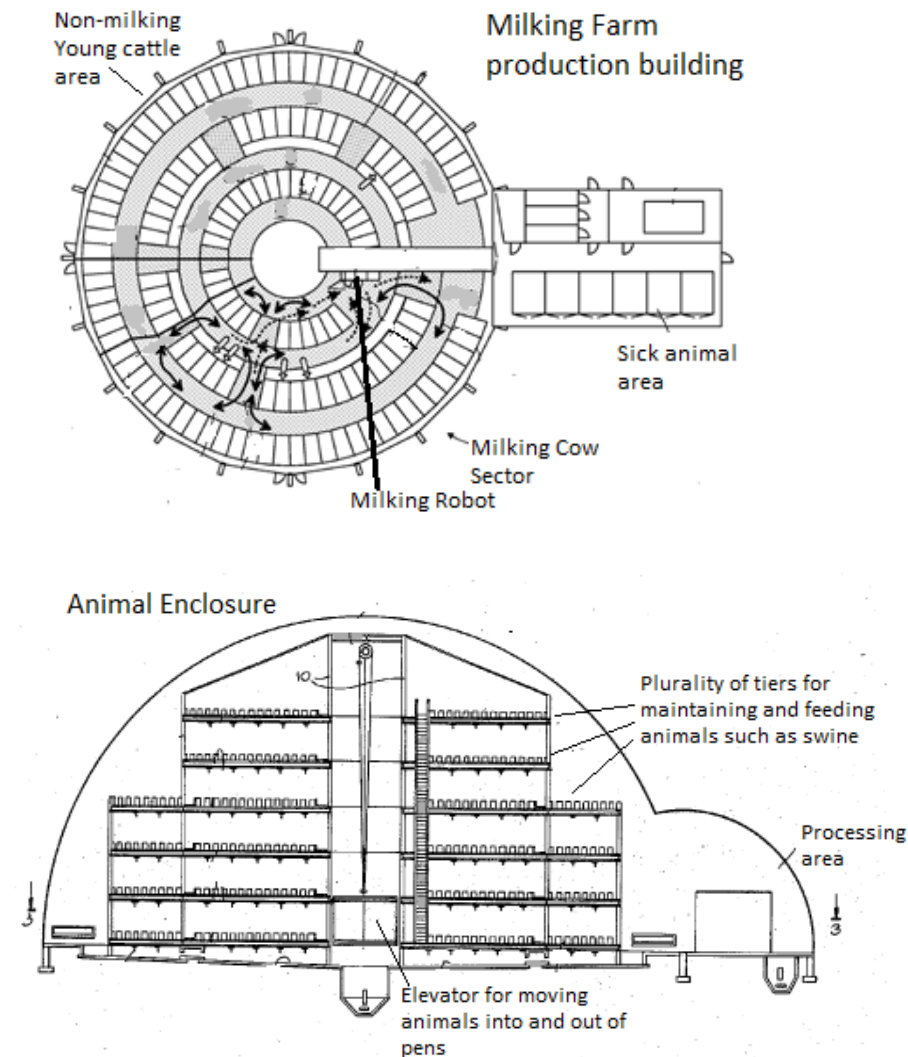 Non-milking
Young cattle
area
Milking Farm
production building
Sick animal
area
Milking Cow
Sector
Milking Robot
Animal Enclosure
10
Plurality of tiers for
maintaining and feeding
animals such as swine
Processing
area
3
Elevator for moving
animals into and out of
pens